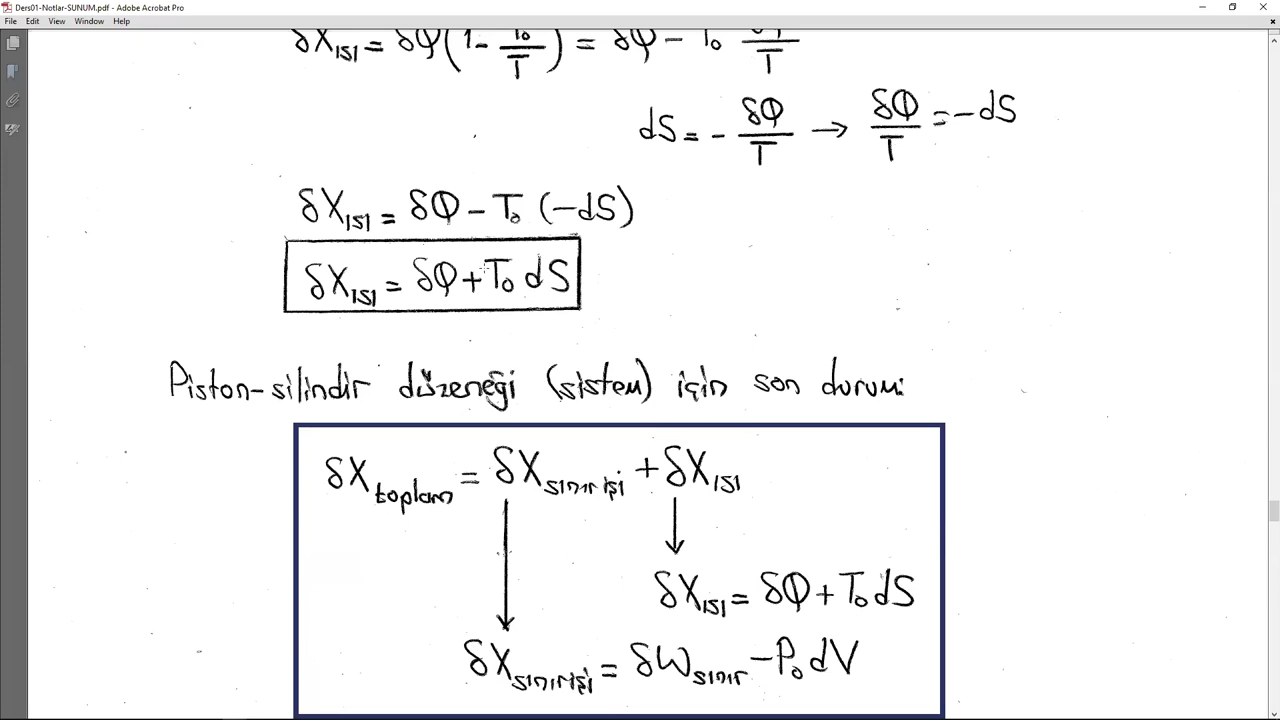 Ders01-Notlar-SUNUM.pdf - Adobe Acrobat Pro
File Edit View Window Help
δX_ısı = δQ(1 - T₀/T) = δQ - T₀ δQ/T
dS = - δQ/T → δQ/T = -dS
δX_ısı = δQ - T₀ (-dS)
δX_ısı = δQ + T₀ dS
Piston-silindir düzeneği (sistem) için son durum:
δX_toplam = δX_sınır işi + δX_ısı
δX_ısı = δQ + T₀ dS
δX_sınır işi = δW_sınır - P₀ dV